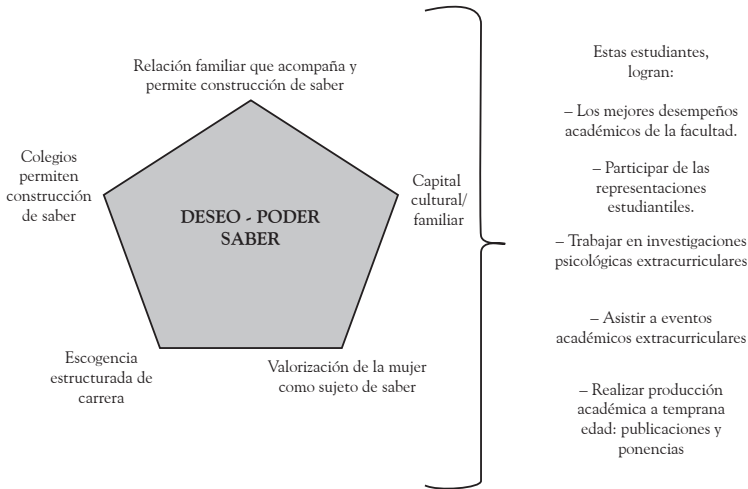 Relación familiar que acompaña y
permite construcción de saber
Colegios
permiten
construcción
de saber
DESEO - PODER
SABER
Capital
cultural/
familiar
Escogencia
estructurada de
carrera
Valorización de la mujer
como sujeto de saber
Estas estudiantes,
logran:
– Los mejores desempeños
académicos de la facultad.
– Participar de las
representaciones
estudiantiles.
– Trabajar en investigaciones
psicológicas extracurriculares
– Asistir a eventos
académicos extracurriculares
– Realizar producción
académica a temprana
edad: publicaciones y
ponencias